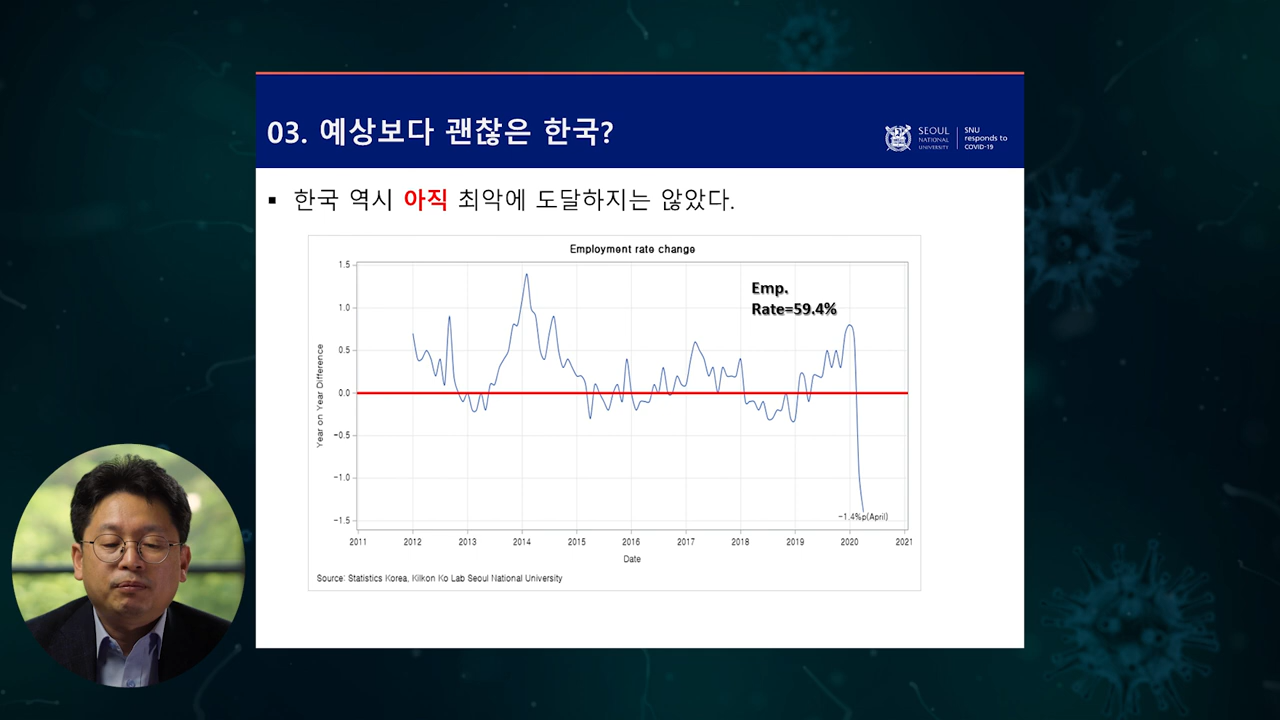 03. 예상보다 괜찮은 한국?
SEOUL
NATIONAL
UNIVERSITY
SNU
responds to
COVID-19
▪ 한국 역시 아직 최악에 도달하지는 않았다.
Employment rate change
Emp.
Rate=59.4%
Year on Year Difference
1.5
1.0
0.5
0.0
-0.5
-1.0
-1.5
-1.4%p(April)
2011 2012 2013 2014 2015 2016 2017 2018 2019 2020 2021
Date
Source: Statistics Korea, Kilkon Ko Lab Seoul National University